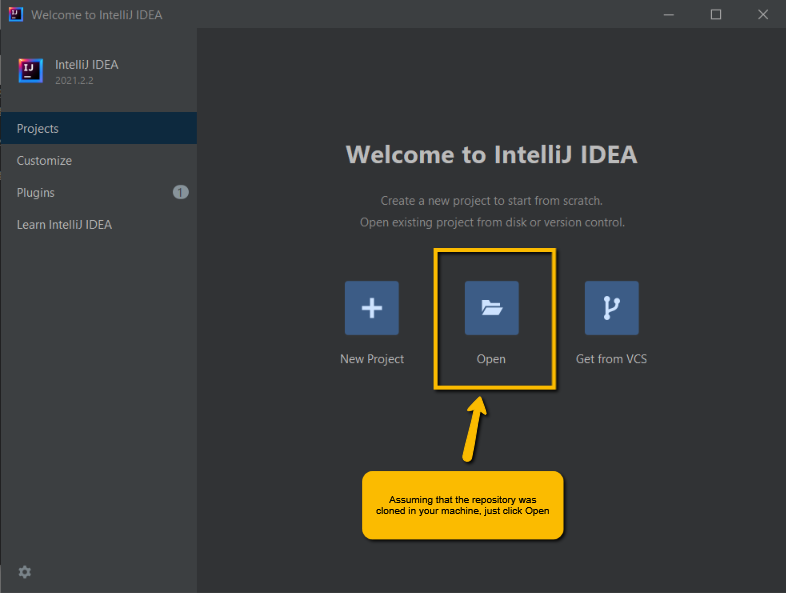 Welcome to IntelliJ IDEA
IJ
IntelliJ IDEA
2021.2.2
Projects
Customize
Plugins
1
Learn IntelliJ IDEA
Welcome to IntelliJ IDEA
Create a new project to start from scratch.
Open existing project from disk or version control.
New Project
Open
Get from VCS
Assuming that the repository was
cloned in your machine, just click Open